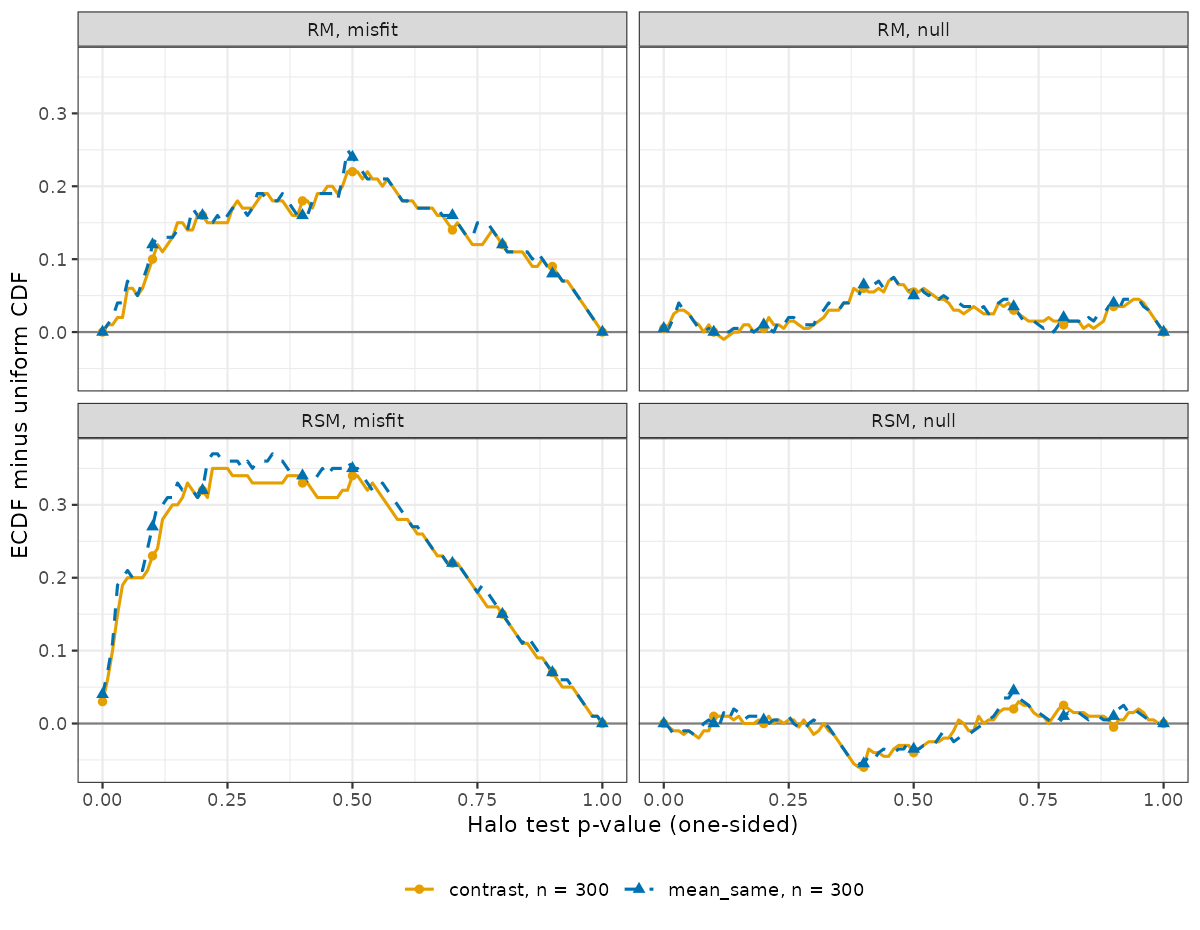 RM, misfit
RM, null
0.3
0.2
0.1
0.0
RSM, misfit
RSM, null
0.3
0.2
0.1
0.0
0.00 0.25 0.50 0.75 1.00
0.00 0.25 0.50 0.75 1.00
ECDF minus uniform CDF
Halo test p-value (one-sided)
contrast, n = 300
mean_same, n = 300